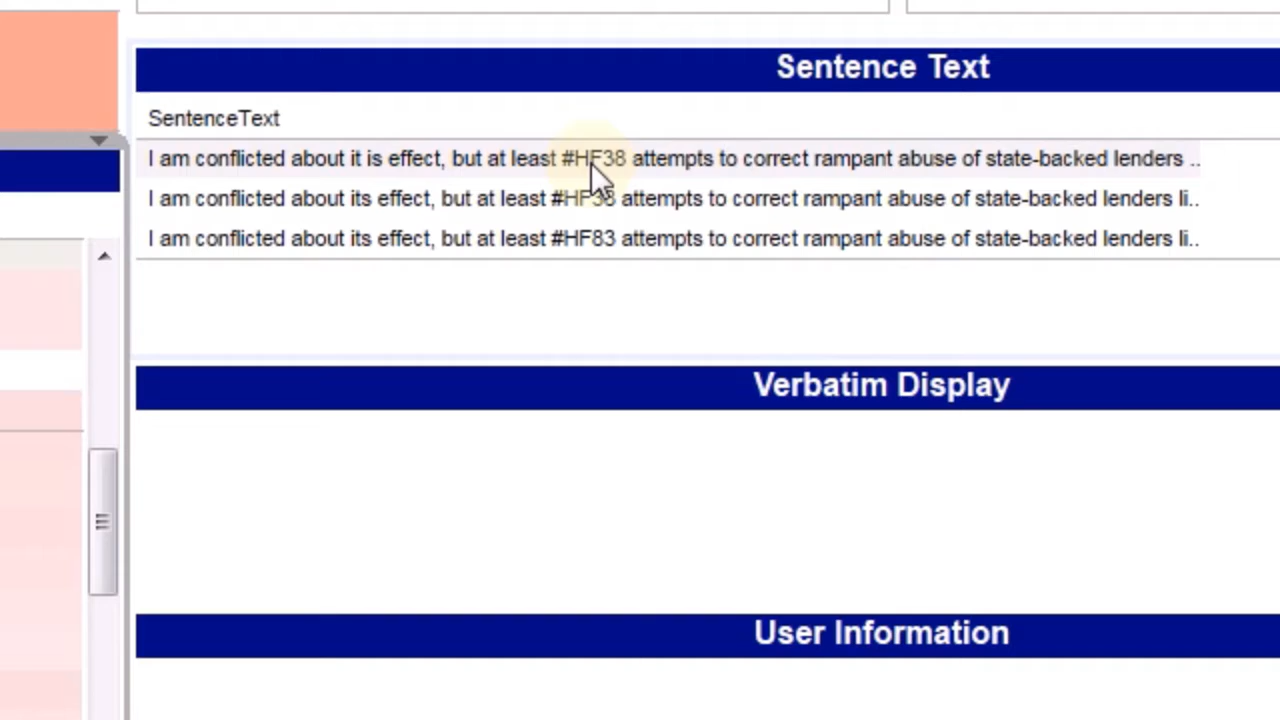 Sentence Text
SentenceText
I am conflicted about it is effect, but at least #HF38 attempts to correct rampant abuse of state-backed lenders ..
I am conflicted about its effect, but at least #HF38 attempts to correct rampant abuse of state-backed lenders li..
I am conflicted about its effect, but at least #HF83 attempts to correct rampant abuse of state-backed lenders li..
Verbatim Display
User Information